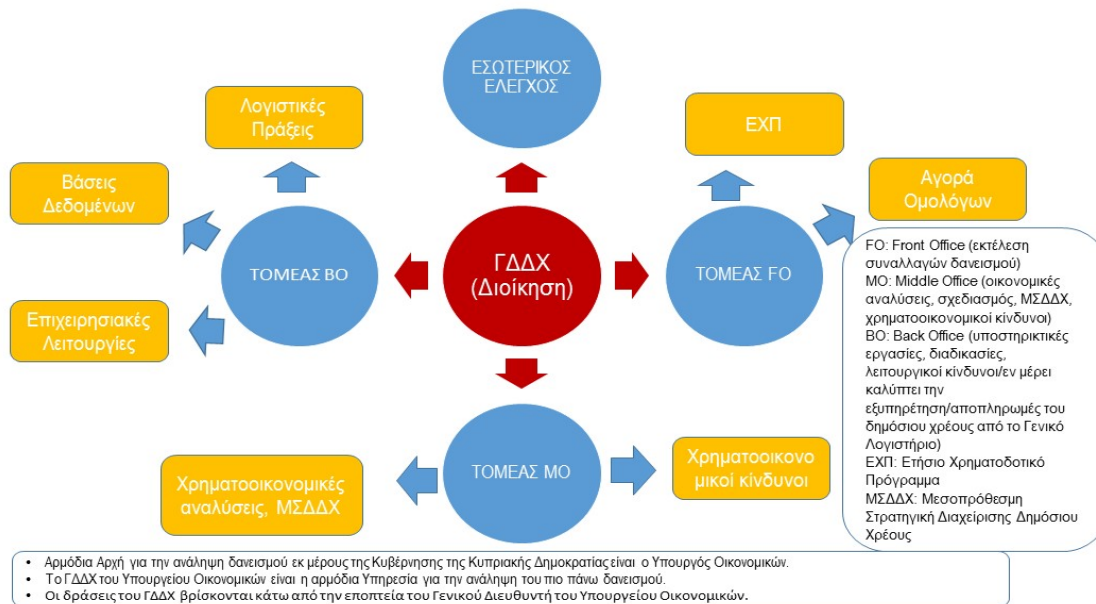 ΕΣΩΤΕΡΙΚΟΣ
ΕΛΕΓΧΟΣ
Λογιστικές
Πράξεις
ΕΧΠ
Βάσεις
Δεδομένων
Αγορά
Ομολόγων
ΤΟΜΕΑΣ ΒΟ
ΓΔΔΧ
(Διοίκηση)
ΤΟΜΕΑΣ FO
Επιχειρησιακές
Λειτουργίες
FO: Front Office (εκτέλεση
συναλλαγών δανεισμού)
MO: Middle Office (οικονομικές
αναλύσεις, σχεδιασμός, ΜΣΔΔΧ,
χρηματοοικονομικοί κίνδυνοι)
BO: Back Office (υποστηρικτικές
εργασίες, διαδικασίες,
λειτουργικοί κίνδυνοι/εν μέρει
καλύπτει την
εξυπηρέτηση/αποπληρωμές του
δημόσιου χρέους από το Γενικό
Λογιστήριο)
ΕΧΠ: Ετήσιο Χρηματοδοτικό
Πρόγραμμα
ΜΣΔΔΧ: Μεσοπρόθεσμη
Στρατηγική Διαχείρισης Δημόσιου
Χρέους
Χρηματοοικονομικές
αναλύσεις, ΜΣΔΔΧ
ΤΟΜΕΑΣ ΜΟ
Χρηματοοικονο
μικοί κίνδυνοι
• Αρμόδια Αρχή για την ανάληψη δανεισμού εκ μέρους της Κυβέρνησης της Κυπριακής Δημοκρατίας είναι ο Υπουργός Οικονομικών.
• Το ΓΔΔΧ του Υπουργείου Οικονομικών είναι η αρμόδια Υπηρεσία για την ανάληψη του πιο πάνω δανεισμού.
• Οι δράσεις του ΓΔΔΧ βρίσκονται κάτω από την εποπτεία του Γενικού Διευθυντή του Υπουργείου Οικονομικών.